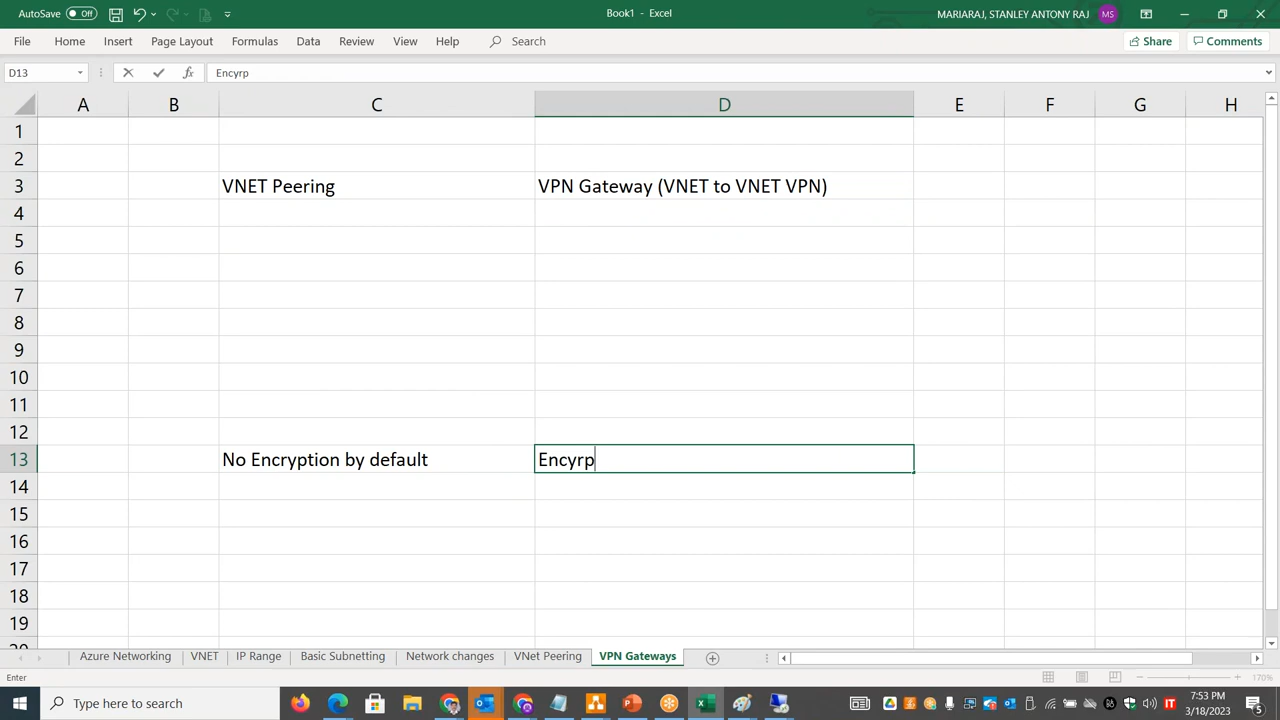 AutoSave Off Book1 - Excel MARIARAJ, STANLEY ANTONY RAJ MS
File Home Insert Page Layout Formulas Data Review View Help Search Share Comments
D13 fx Encyrp
A B C D E F G H
1
2
3 VNET Peering VPN Gateway (VNET to VNET VPN)
4
5
6
7
8
9
10
11
12
13 No Encryption by default Encyrp
14
15
16
17
18
19
Azure Networking VNET IP Range Basic Subnetting Network changes VNet Peering VPN Gateways
Enter 170%
Type here to search IT 7:53 PM
3/18/2023